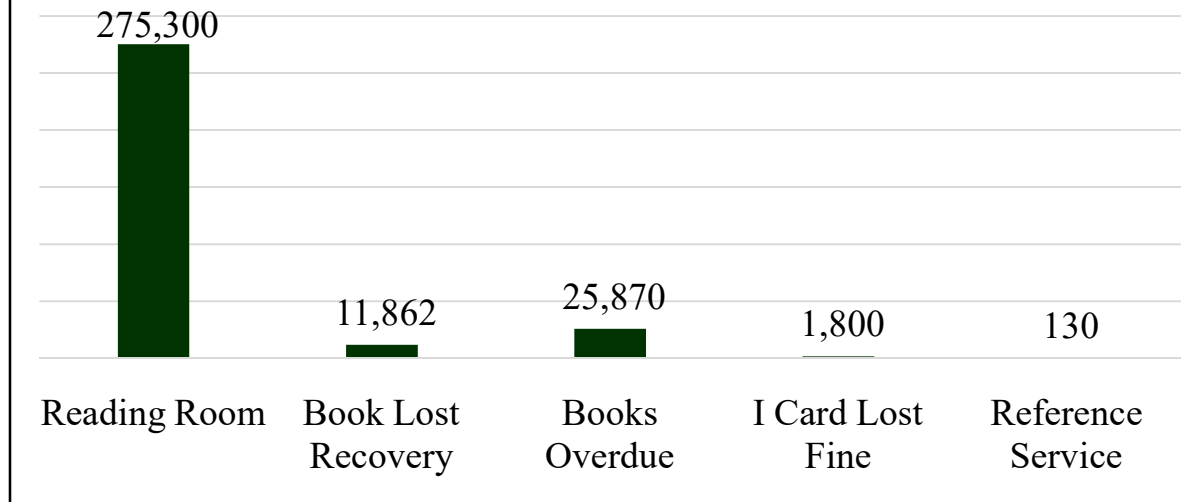 275,300
11,862
25,870
1,800
130
Reading Room
Book Lost
Recovery
Books
Overdue
I Card Lost
Fine
Reference
Service